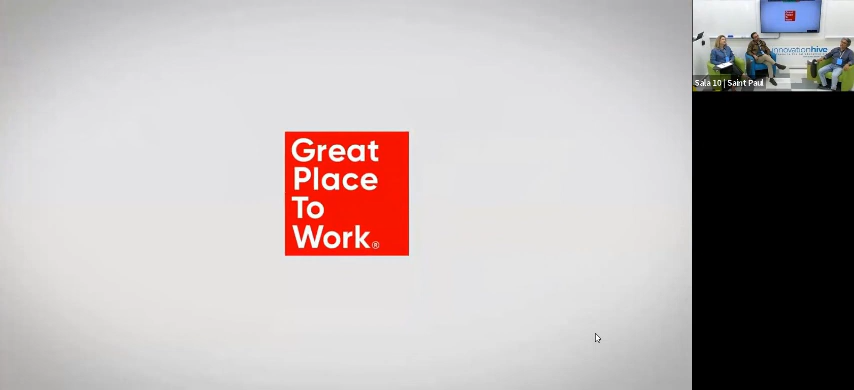 Great
Place
To
Work®
innovationhive
Sala 10 | Saint Paul